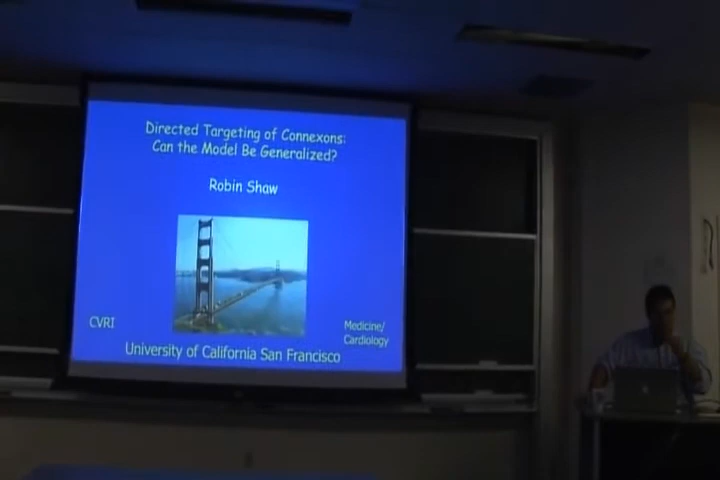 Directed Targeting of Connexons:
Can the Model Be Generalized?
Robin Shaw
CVRI
Medicine/
Cardiology
University of California San Francisco